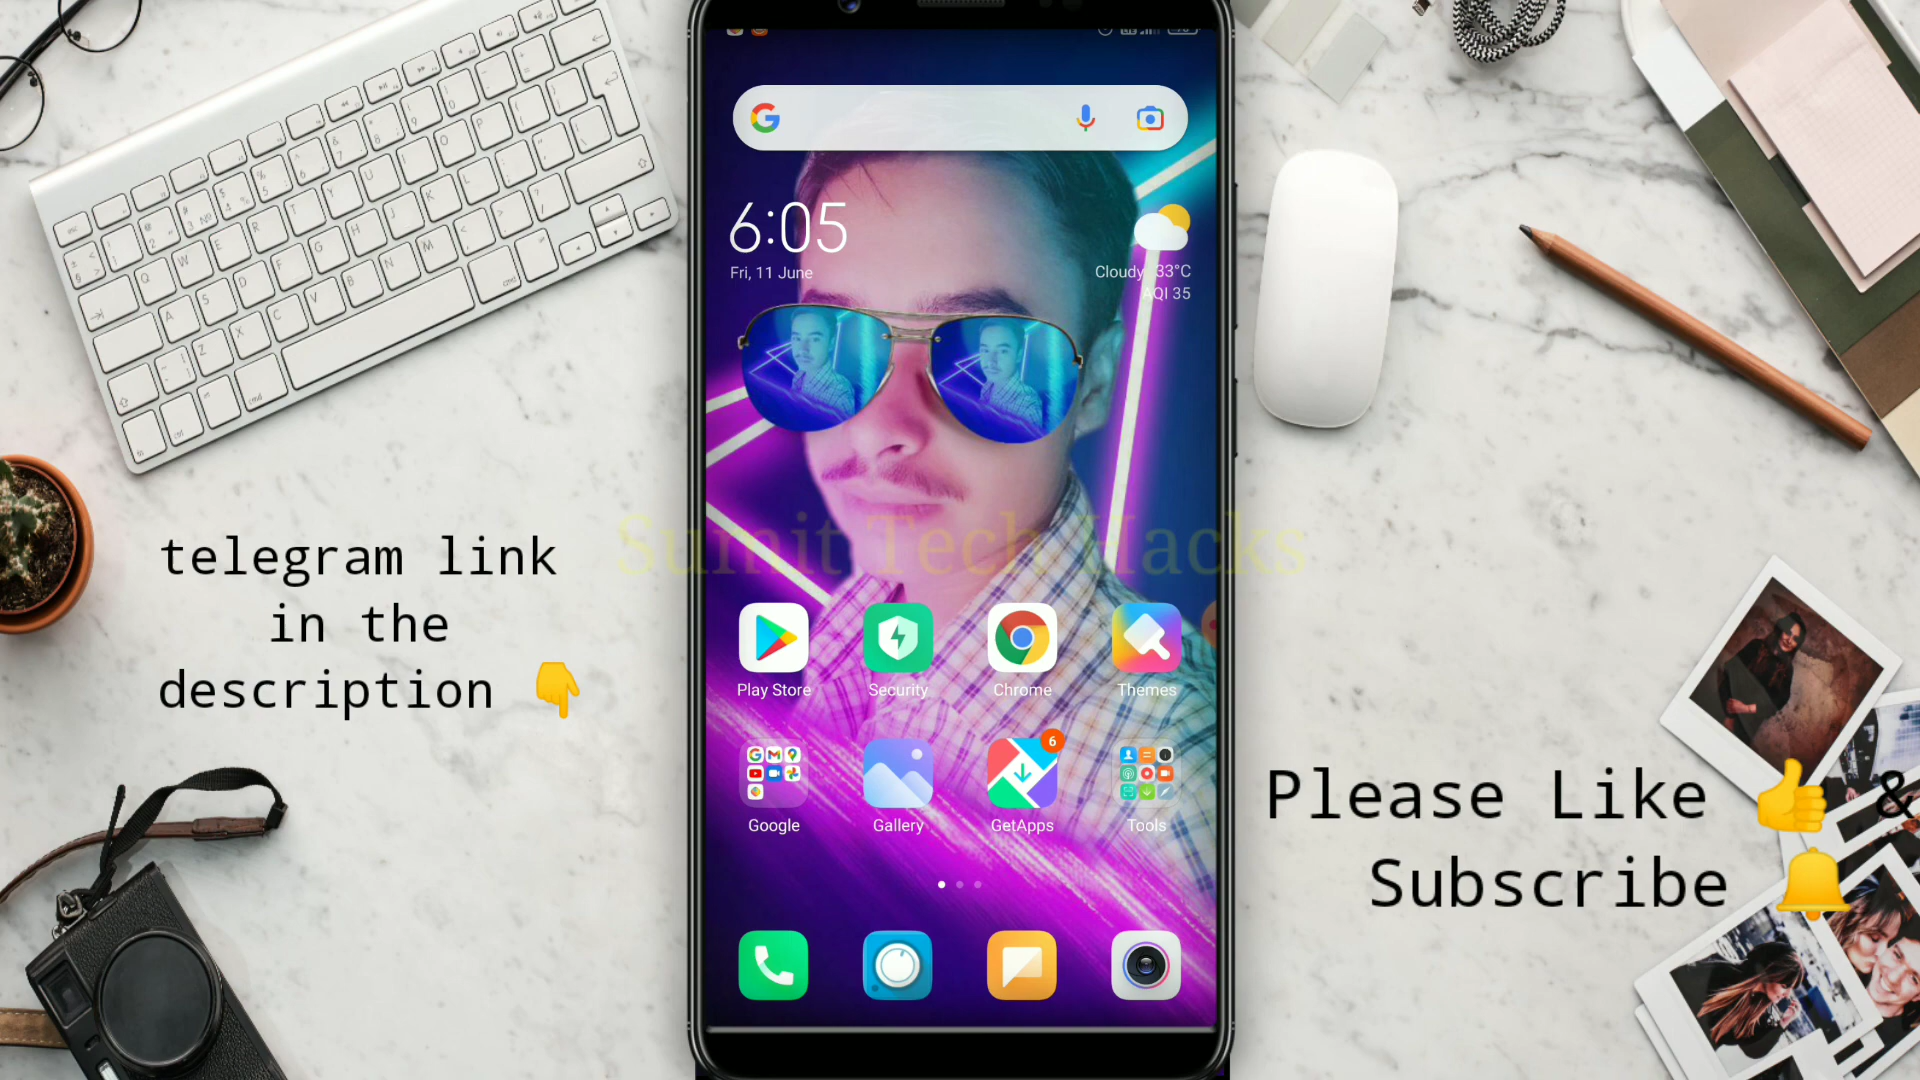 6:05
Fri, 11 June
Cloudy 33°C
AQI 35
telegram link
in the
description 👇
Sumit Tech Hacks
Play Store
Security
Chrome
Themes
6
Google
Gallery
GetApps
Tools
Please Like 👍 &
Subscribe 🔔